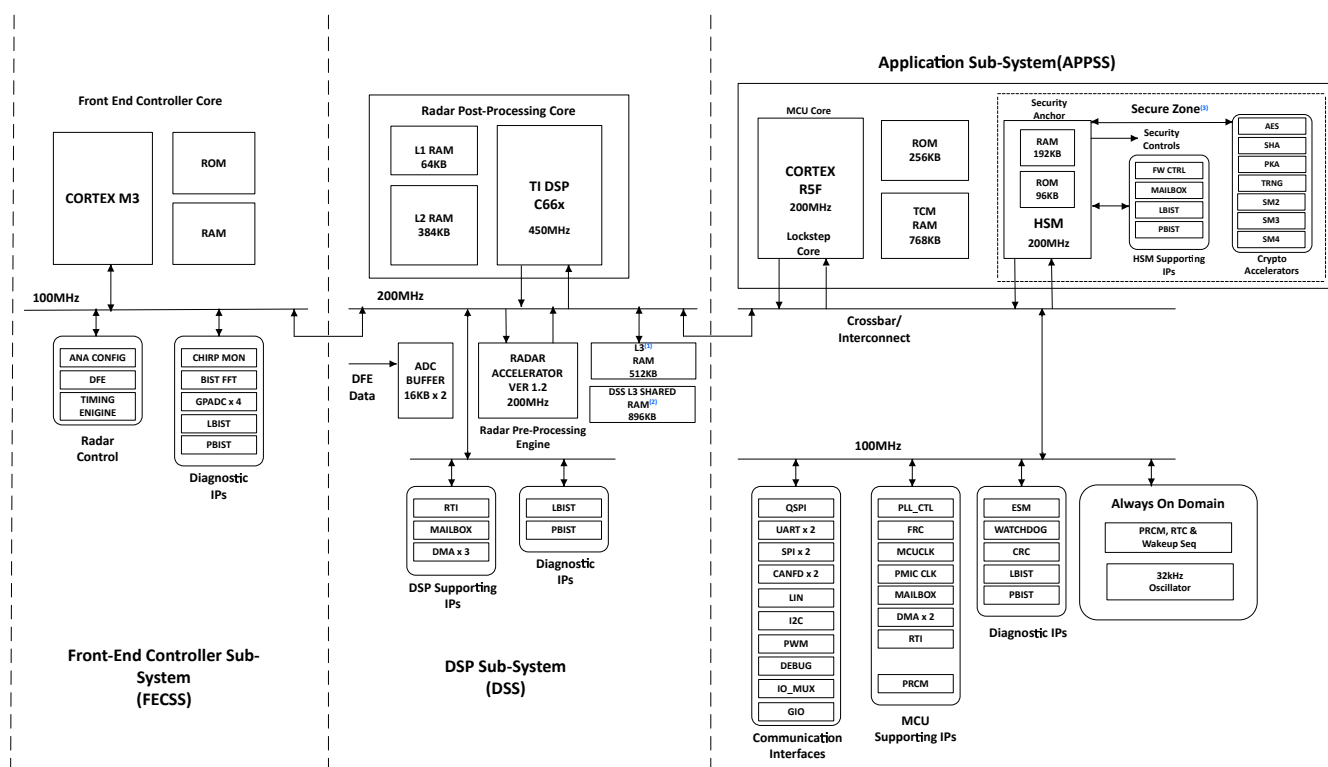 Application Sub-System(APPSS)
Front End Controller Core
CORTEX M3
ROM
RAM
100MHz
ANA CONFIG
DFE
TIMING
ENIGINE
Radar
Control
CHIRP MON
BIST FFT
GPADC x 4
LBIST
PBIST
Diagnostic
IPs
Front-End Controller Sub-
System
(FECSS)
Radar Post-Processing Core
L1 RAM
64KB
L2 RAM
384KB
TI DSP
C66x
450MHz
200MHz
DFE
Data
ADC
BUFFER
16KB x 2
RADAR
ACCELERATOR
VER 1.2
200MHz
Radar Pre-Processing
Engine
L3(1)
RAM
512KB
DSS L3 SHARED
RAM(2)
896KB
RTI
MAILBOX
DMA x 3
DSP Supporting
IPs
LBIST
PBIST
Diagnostic
IPs
DSP Sub-System
(DSS)
MCU Core
CORTEX
R5F
200MHz
Lockstep
Core
ROM
256KB
TCM
RAM
768KB
Security
Anchor
RAM
192KB
ROM
96KB
HSM
200MHz
Secure Zone(3)
Security
Controls
FW CTRL
MAILBOX
LBIST
PBIST
HSM Supporting
IPs
AES
SHA
PKA
TRNG
SM2
SM3
SM4
Crypto
Accelerators
Crossbar/
Interconnect
100MHz
QSPI
UART x 2
SPI x 2
CANFD x 2
LIN
I2C
PWM
DEBUG
IO_MUX
GIO
Communication
Interfaces
PLL_CTL
FRC
MCUCLK
PMIC CLK
MAILBOX
DMA x 2
RTI
PRCM
MCU
Supporting IPs
ESM
WATCHDOG
CRC
LBIST
PBIST
Diagnostic IPs
Always On Domain
PRCM, RTC &
Wakeup Seq
32kHz
Oscillator